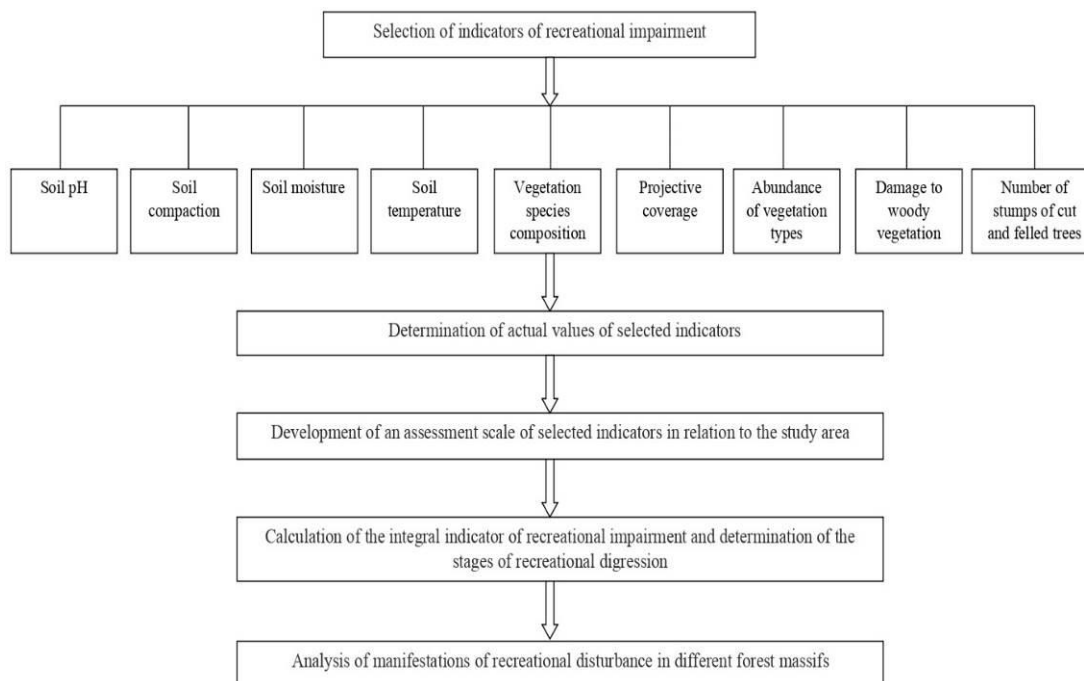 Selection of indicators of recreational impairment
Soil pH
Soil
compaction
Soil moisture
Soil
temperature
Vegetation
species
composition
Projective
coverage
Abundance
of vegetation
types
Damage to
woody
vegetation
Number of
stumps of cut
and felled trees
Determination of actual values of selected indicators
Development of an assessment scale of selected indicators in relation to the study area
Calculation of the integral indicator of recreational impairment and determination of the
stages of recreational digression
Analysis of manifestations of recreational disturbance in different forest massifs